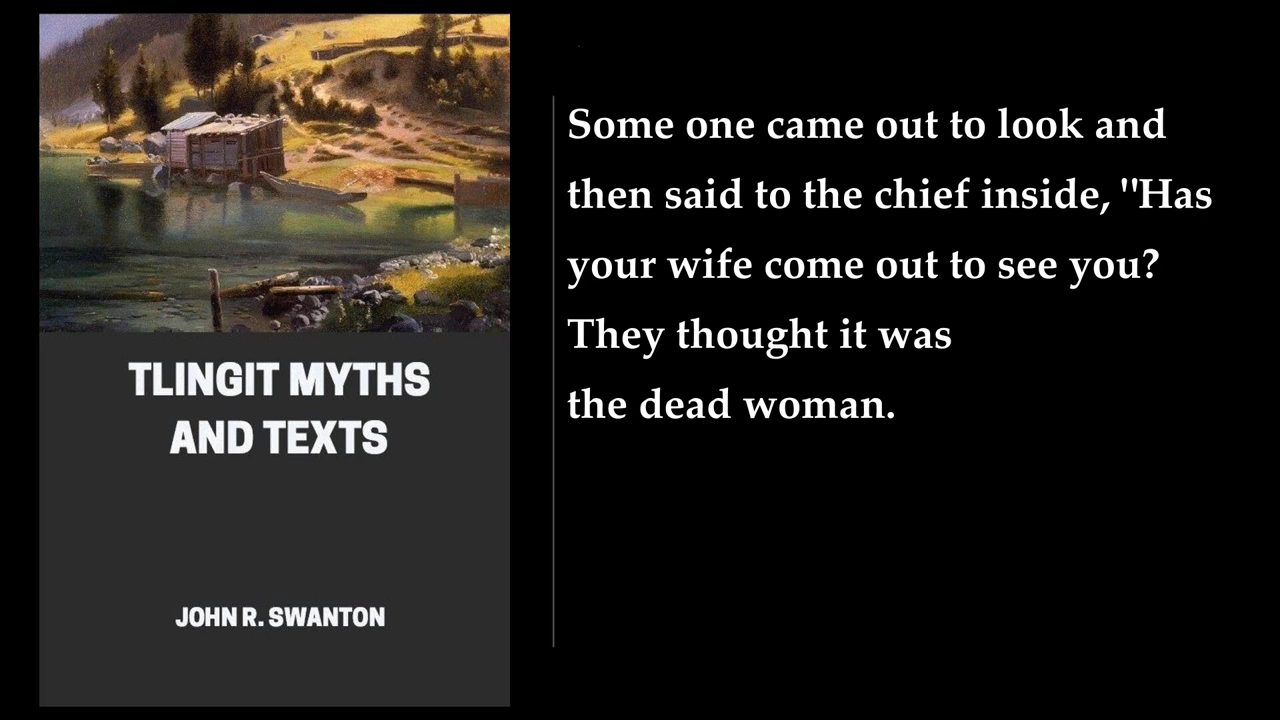 TLINGIT MYTHS
AND TEXTS
JOHN R. SWANTON
Some one came out to look and
then said to the chief inside, "Has
your wife come out to see you?
They thought it was
the dead woman.